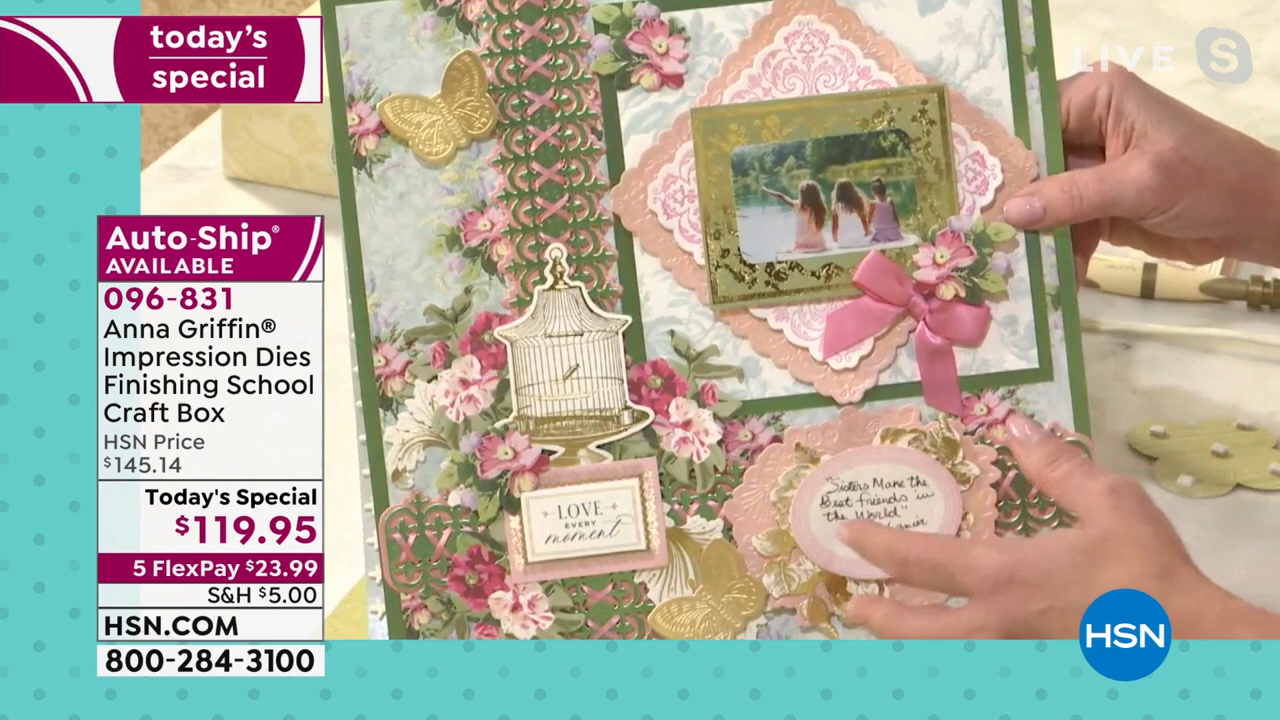 today's
special
LIVE S
Auto-Ship®
AVAILABLE
096-831
Anna Griffin®
Impression Dies
Finishing School
Craft Box
HSN Price
$145.14
Today's Special
$119.95
5 FlexPay $23.99
S&H $5.00
HSN.COM
800-284-3100
LOVE
EVERY
moment
"Sisters Make the
Best friends in
the World"
HSN